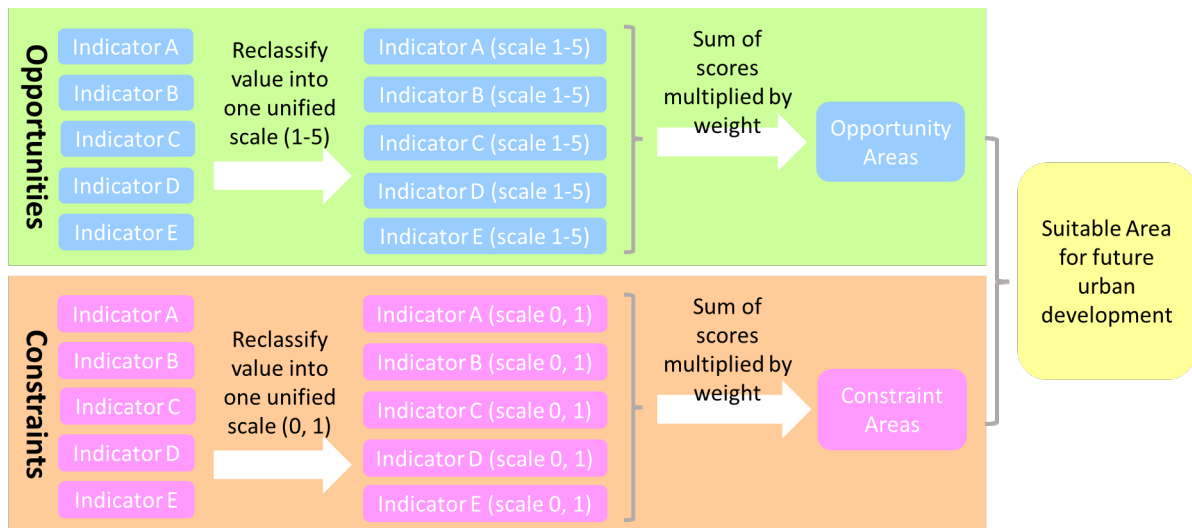 Opportunities
Indicator A
Indicator B
Indicator C
Indicator D
Indicator E
Reclassify
value into
one unified
scale (1-5)
Indicator A (scale 1-5)
Indicator B (scale 1-5)
Indicator C (scale 1-5)
Indicator D (scale 1-5)
Indicator E (scale 1-5)
Sum of
scores
multiplied by
weight
Opportunity
Areas
Constraints
Indicator A
Indicator B
Indicator C
Indicator D
Indicator E
Reclassify
value into
one unified
scale (0, 1)
Indicator A (scale 0, 1)
Indicator B (scale 0, 1)
Indicator C (scale 0, 1)
Indicator D (scale 0, 1)
Indicator E (scale 0, 1)
Sum of
scores
multiplied by
weight
Constraint
Areas
Suitable Area
for future
urban
development